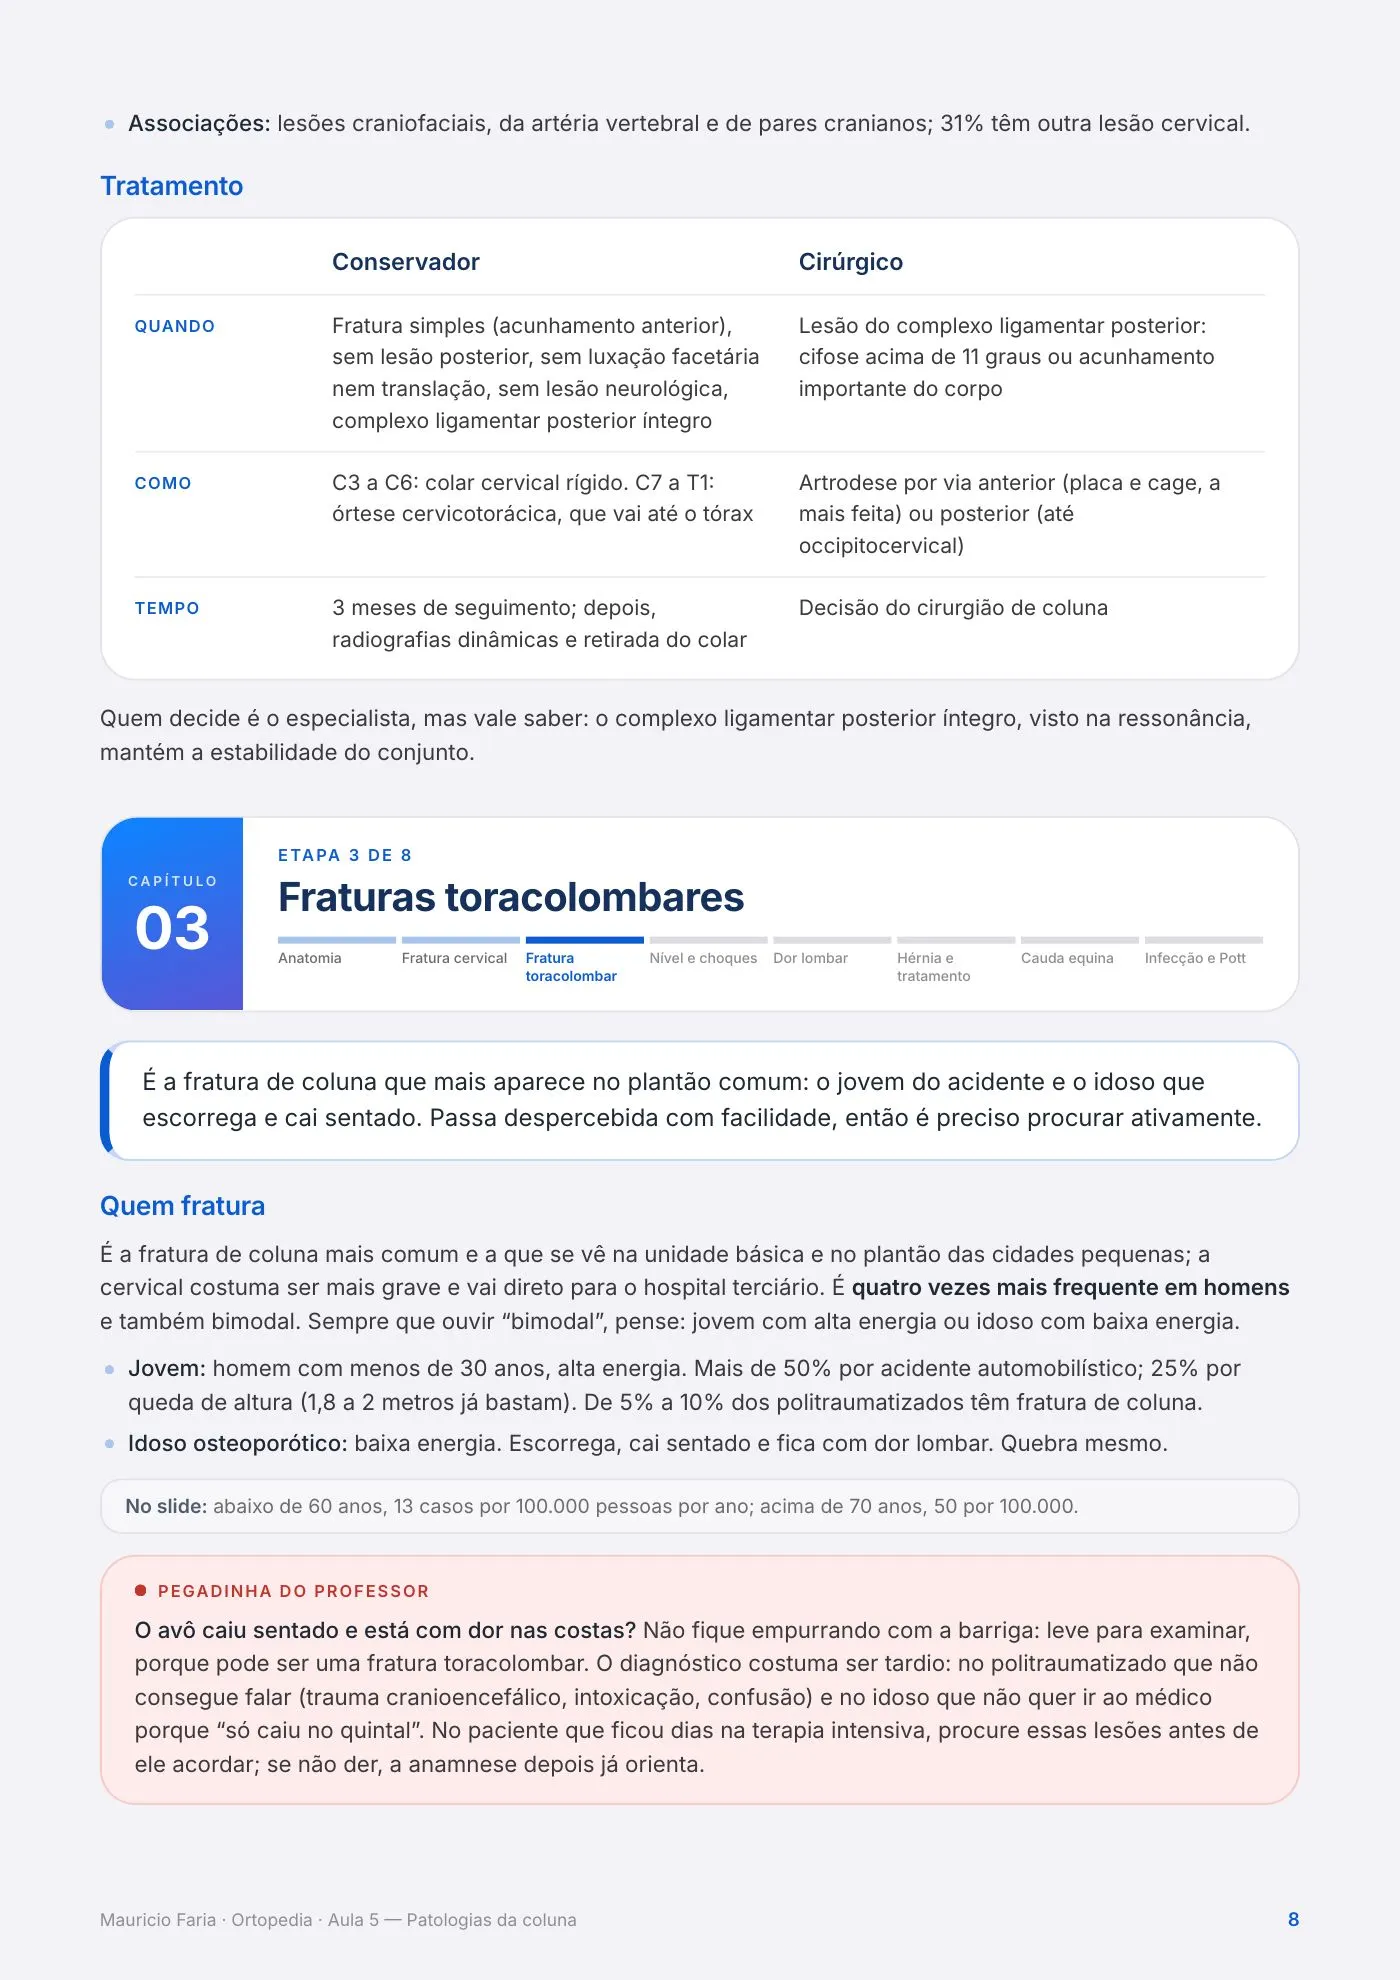 Associações: lesões craniofaciais, da artéria vertebral e de pares cranianos; 31% têm outra lesão cervical.
Tratamento
Conservador
Cirúrgico
QUANDO
Fratura simples (acunhamento anterior),
sem lesão posterior, sem luxação facetária
nem translação, sem lesão neurológica,
complexo ligamentar posterior íntegro
Lesão do complexo ligamentar posterior:
cifose acima de 11 graus ou acunhamento
importante do corpo
COMO
C3 a C6: colar cervical rígido. C7 a T1:
órtese cervicotorácica, que vai até o tórax
Artrodese por via anterior (placa e cage, a
mais feita) ou posterior (até
occipitocervical)
TEMPO
3 meses de seguimento; depois,
radiografias dinâmicas e retirada do colar
Decisão do cirurgião de coluna
Quem decide é o especialista, mas vale saber: o complexo ligamentar posterior íntegro, visto na ressonância,
mantém a estabilidade do conjunto.
CAPÍTULO
03
ETAPA 3 DE 8
Fraturas toracolombares
Anatomia
Fratura cervical
Fratura
toracolombar
Nível e choques
Dor lombar
Hérnia e
tratamento
Cauda equina
Infecção e Pott
É a fratura de coluna que mais aparece no plantão comum: o jovem do acidente e o idoso que
escorrega e cai sentado. Passa despercebida com facilidade, então é preciso procurar ativamente.
Quem fratura
É a fratura de coluna mais comum e a que se vê na unidade básica e no plantão das cidades pequenas; a
cervical costuma ser mais grave e vai direto para o hospital terciário. É quatro vezes mais frequente em homens
e também bimodal. Sempre que ouvir “bimodal”, pense: jovem com alta energia ou idoso com baixa energia.
Jovem: homem com menos de 30 anos, alta energia. Mais de 50% por acidente automobilístico; 25% por
queda de altura (1,8 a 2 metros já bastam). De 5% a 10% dos politraumatizados têm fratura de coluna.
Idoso osteoporótico: baixa energia. Escorrega, cai sentado e fica com dor lombar. Quebra mesmo.
No slide: abaixo de 60 anos, 13 casos por 100.000 pessoas por ano; acima de 70 anos, 50 por 100.000.
PEGADINHA DO PROFESSOR
O avô caiu sentado e está com dor nas costas? Não fique empurrando com a barriga: leve para examinar,
porque pode ser uma fratura toracolombar. O diagnóstico costuma ser tardio: no politraumatizado que não
consegue falar (trauma cranioencefálico, intoxicação, confusão) e no idoso que não quer ir ao médico
porque “só caiu no quintal”. No paciente que ficou dias na terapia intensiva, procure essas lesões antes de
ele acordar; se não der, a anamnese depois já orienta.
Mauricio Faria · Ortopedia · Aula 5 — Patologias da coluna
8